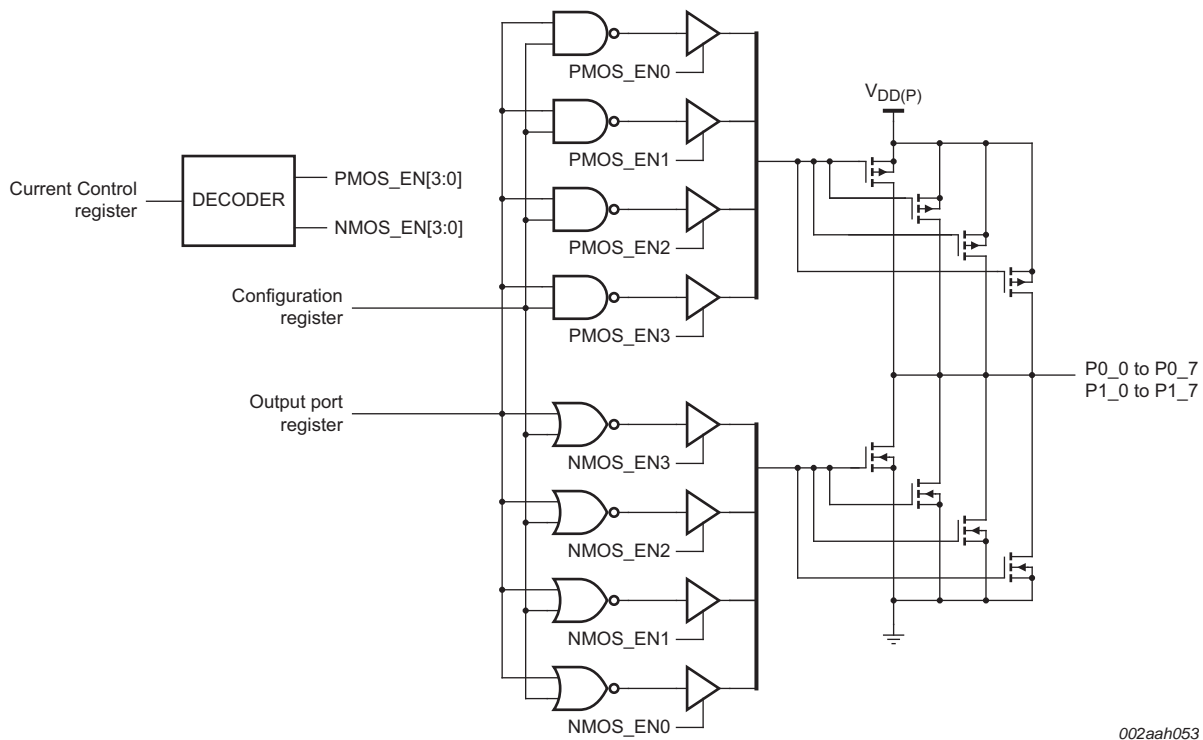 PMOS_EN0
VDD(P)
PMOS_EN1
Current Control
register
DECODER
PMOS_EN[3:0]
NMOS_EN[3:0]
PMOS_EN2
Configuration
register
PMOS_EN3
P0_0 to P0_7
P1_0 to P1_7
Output port
register
NMOS_EN3
NMOS_EN2
NMOS_EN1
NMOS_EN0
002aah053